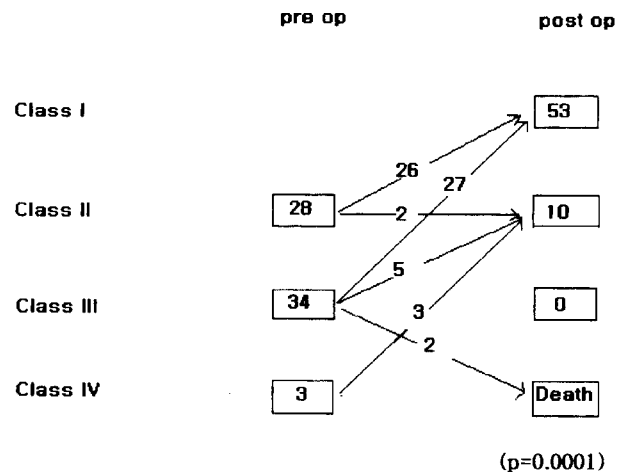 pre op post op
Class I 53
26
27
Class II 28 2 10
5
Class III 34 3 0
2
Class IV 3 Death
(p=0.0001)